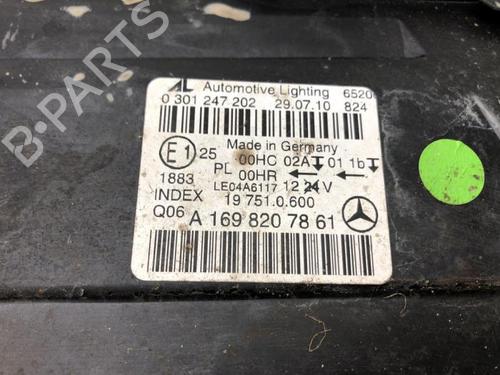 AL Automotive Lighting 6520
0 301 247 202 29.07.10 824
Made in Germany
E1 25 00HC 02A 01 1b
PL 00HR
1883 LE04A6117 12 24V
INDEX 19 751.0.600
Q06 A 169 820 78 61
B-PARTS